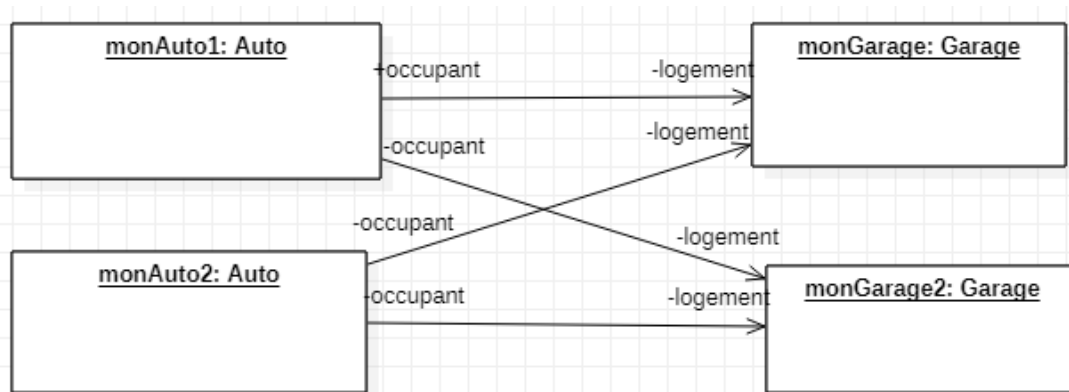 monAuto1: Auto
monGarage: Garage
+occupant
-logement
-logement
-occupant
-occupant
-logement
monAuto2: Auto
monGarage2: Garage
-occupant
-logement